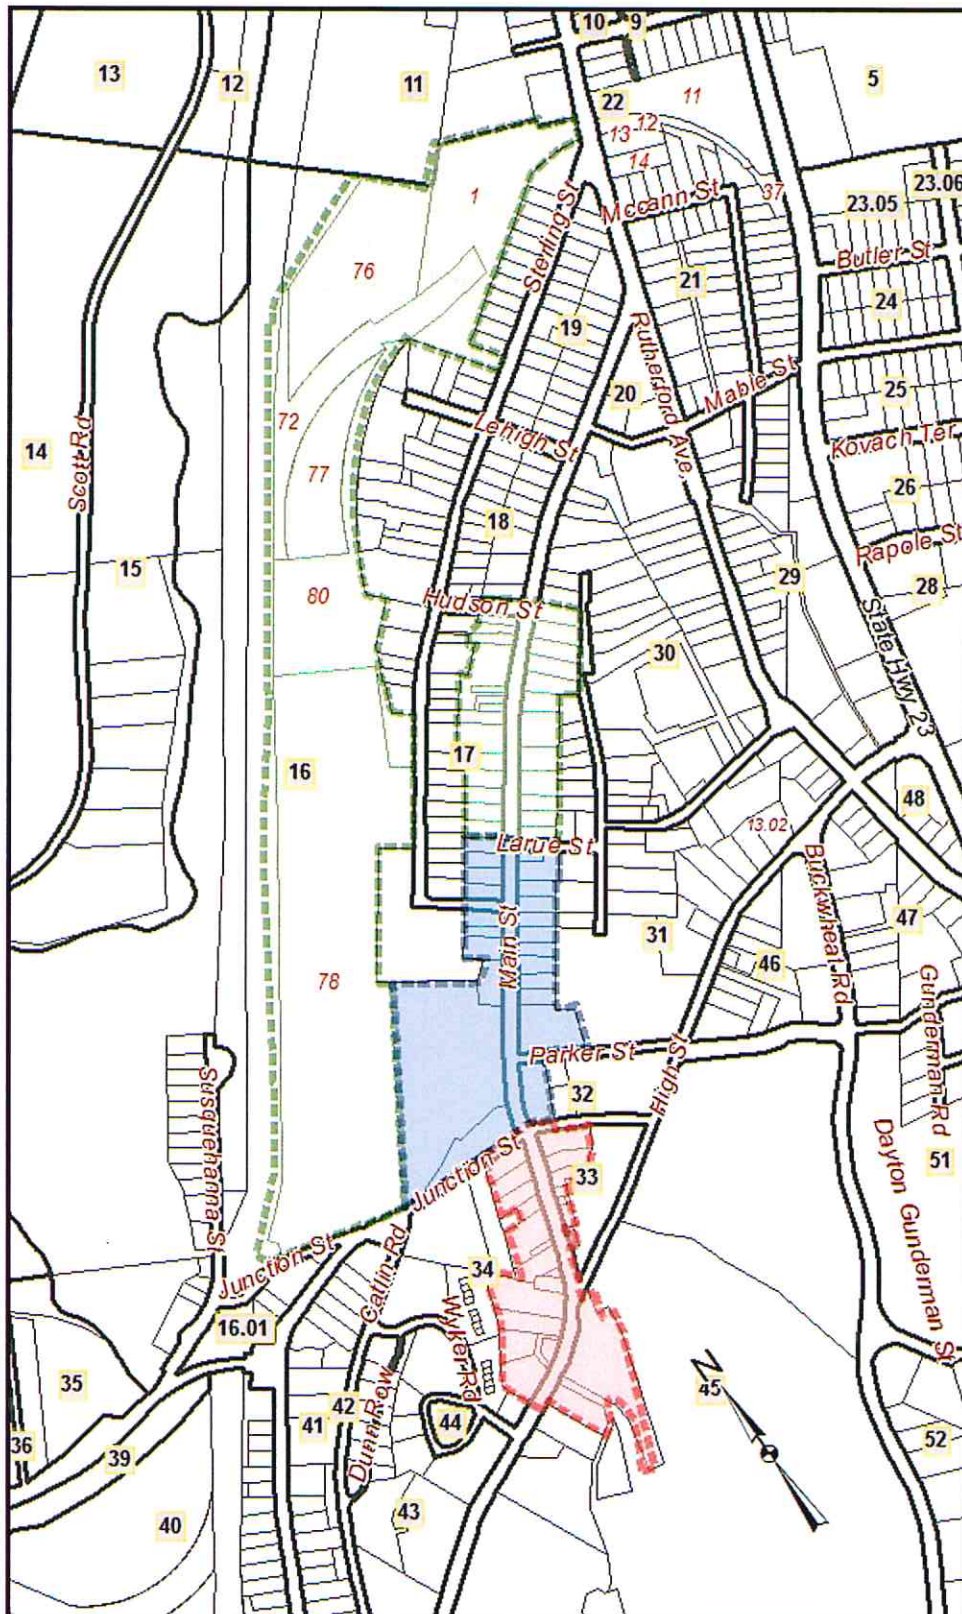 10
9
13
12
11
5
22
11
13
12
14
1
37
23.05
23.06
Mccann St
Sterling St
Butler St
76
21
24
19
Rutherford Ave.
20
Mabie St
25
72
Lehigh St
Kovach Ter
14
Scott Rd
77
26
18
Rapole St
15
29
28
80
Hudson St
State Hwy 23
30
17
16
48
13.02
Larue St
Buckwheat Rd
Main St
31
47
46
78
Gunderman Rd
Parker St
High St
32
Susquehanna St
Dayton Gunderman St
51
Junction St
33
Junction St
Catlin Rd
34
16.01
Wyker Rd
N
45
35
42
41
44
Dunn Row
36
39
52
43
40